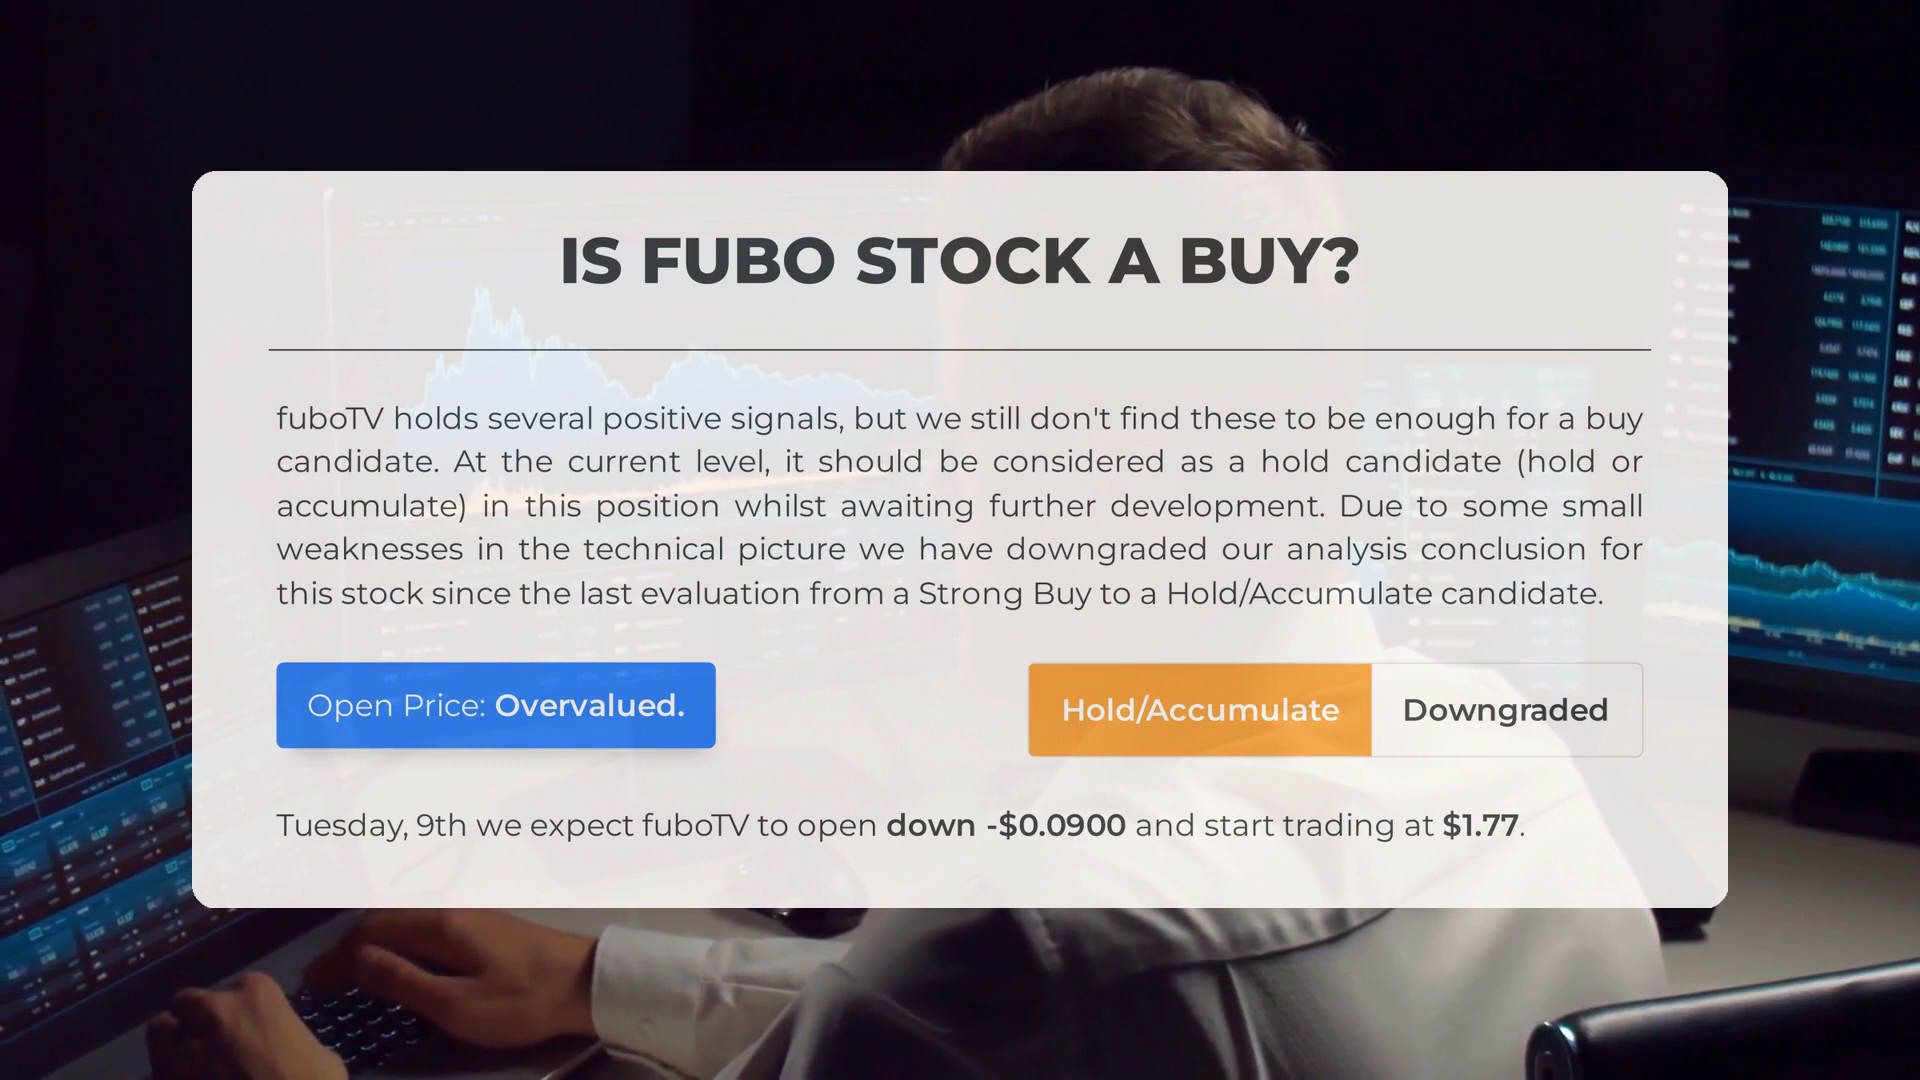 IS FUBO STOCK A BUY?
fuboTV holds several positive signals, but we still don't find these to be enough for a buy
candidate. At the current level, it should be considered as a hold candidate (hold or
accumulate) in this position whilst awaiting further development. Due to some small
weaknesses in the technical picture we have downgraded our analysis conclusion for
this stock since the last evaluation from a Strong Buy to a Hold/Accumulate candidate.
Open Price: Overvalued.
Hold/Accumulate Downgraded
Tuesday, 9th we expect fuboTV to open down -$0.0900 and start trading at $1.77.